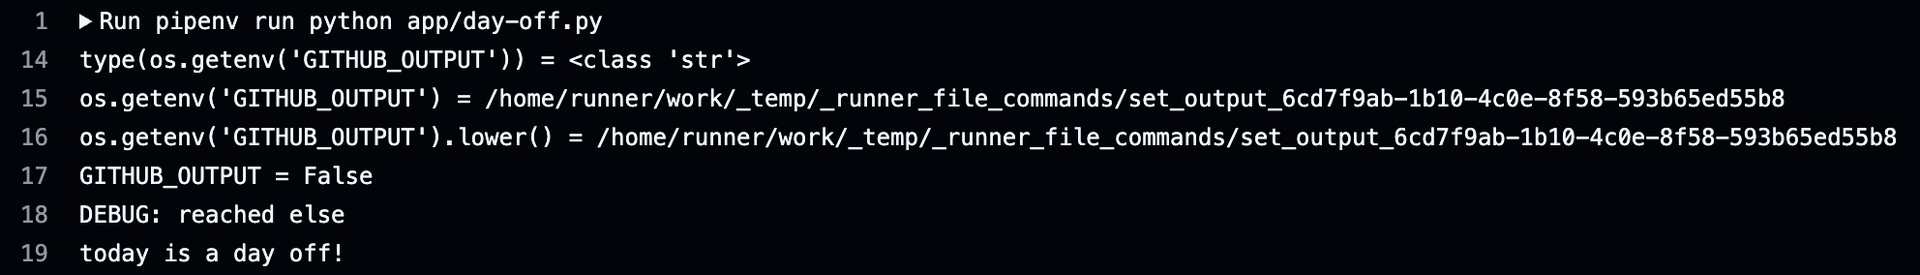 1 ▶ Run pipenv run python app/day-off.py
14 type(os.getenv('GITHUB_OUTPUT')) = <class 'str'>
15 os.getenv('GITHUB_OUTPUT') = /home/runner/work/_temp/_runner_file_commands/set_output_6cd7f9ab-1b10-4c0e-8f58-593b65ed55b8
16 os.getenv('GITHUB_OUTPUT').lower() = /home/runner/work/_temp/_runner_file_commands/set_output_6cd7f9ab-1b10-4c0e-8f58-593b65ed55b8
17 GITHUB_OUTPUT = False
18 DEBUG: reached else
19 today is a day off!